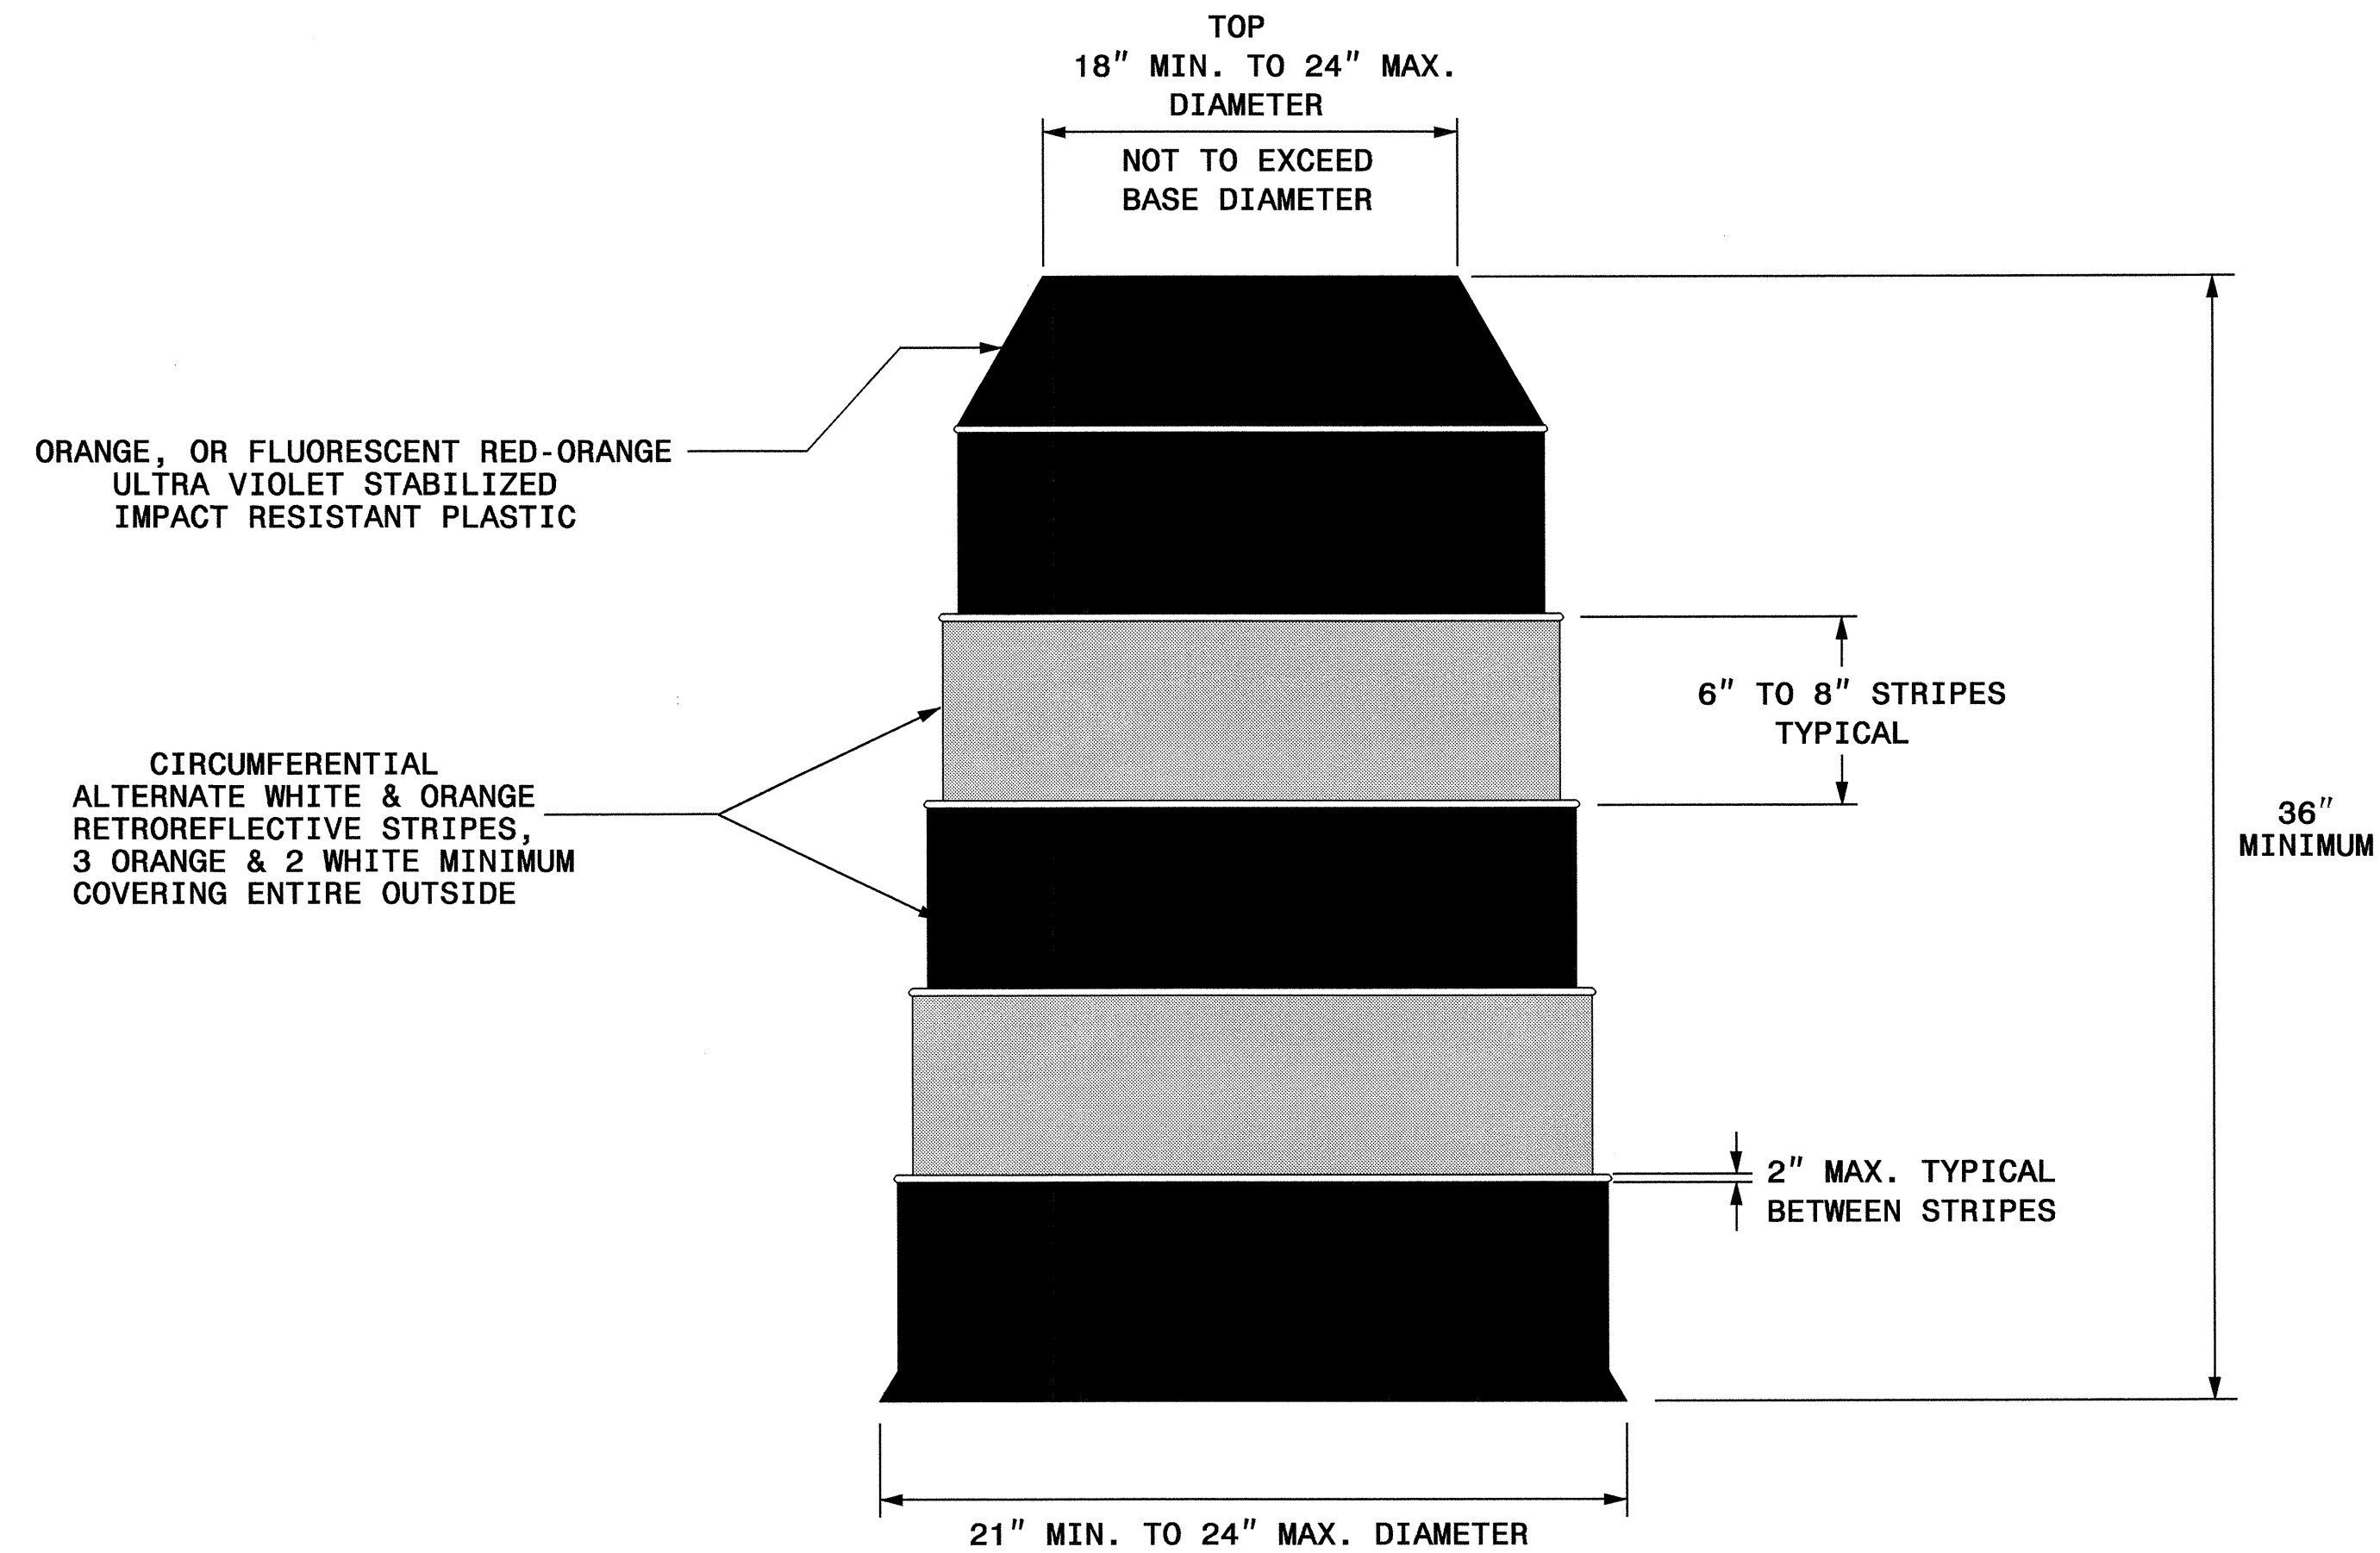 TOP
18" MIN. TO 24" MAX.
DIAMETER
NOT TO EXCEED
BASE DIAMETER
ORANGE, OR FLUORESCENT RED-ORANGE
ULTRA VIOLET STABILIZED
IMPACT RESISTANT PLASTIC
6" TO 8" STRIPES
TYPICAL
CIRCUMFERENTIAL
ALTERNATE WHITE & ORANGE
RETROREFLECTIVE STRIPES,
3 ORANGE & 2 WHITE MINIMUM
COVERING ENTIRE OUTSIDE
36"
MINIMUM
2" MAX. TYPICAL
BETWEEN STRIPES
21" MIN. TO 24" MAX. DIAMETER